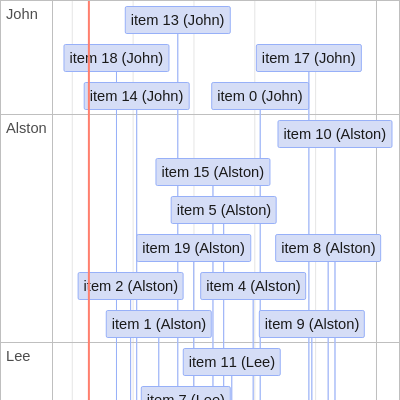 John
item 13 (John)
item 18 (John)
item 17 (John)
item 14 (John)
item 0 (John)
Alston
item 10 (Alston)
item 15 (Alston)
item 5 (Alston)
item 19 (Alston)
item 8 (Alston)
item 2 (Alston)
item 4 (Alston)
item 1 (Alston)
item 9 (Alston)
Lee
item 11 (Lee)
item 7 (Lee)